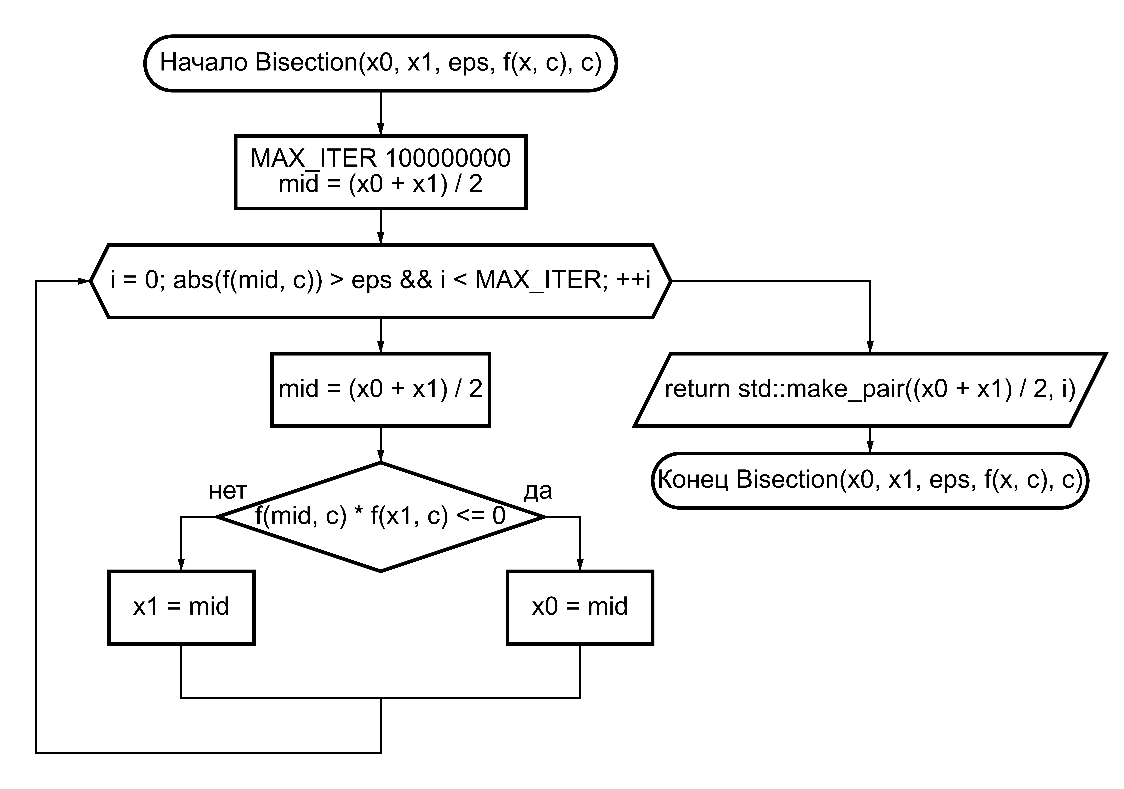 Начало Bisection(x0, x1, eps, f(x, c), c)
MAX_ITER 100000000
mid = (x0 + x1) / 2
i = 0; abs(f(mid, c)) > eps && i < MAX_ITER; ++i
mid = (x0 + x1) / 2
return std::make_pair((x0 + x1) / 2, i)
Конец Bisection(x0, x1, eps, f(x, c), c)
нет
да
f(mid, c) * f(x1, c) <= 0
x1 = mid
x0 = mid